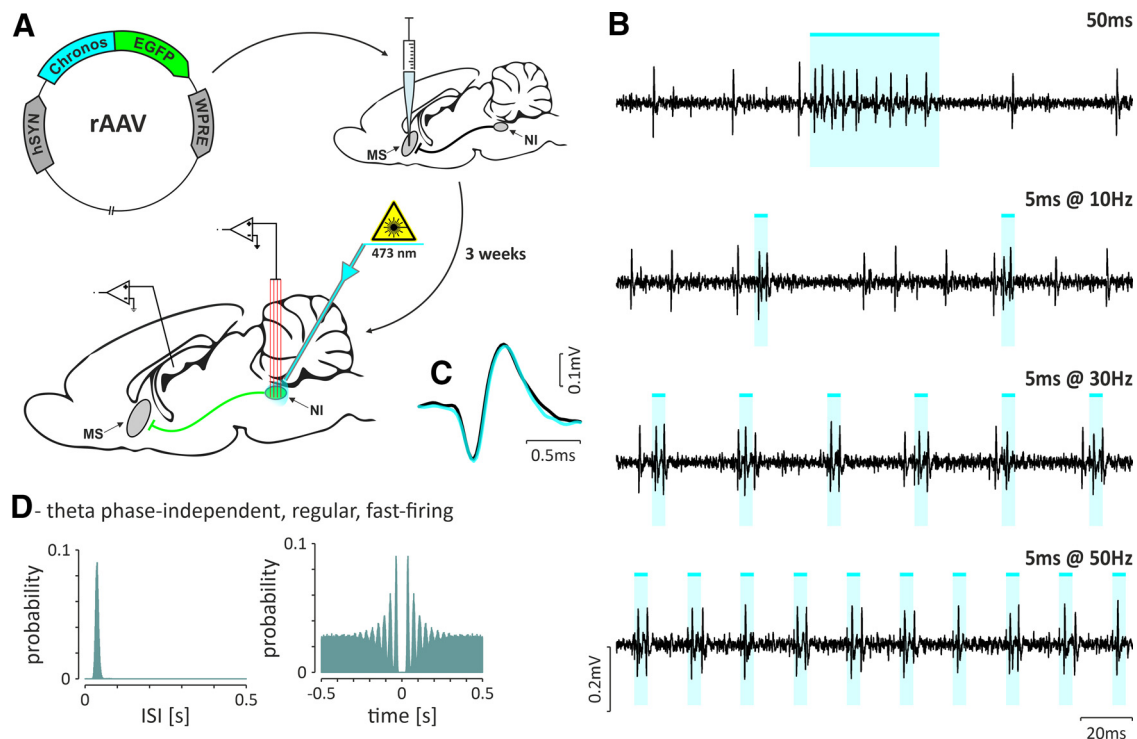 A
Chronos
EGFP
hSYN
rAAV
WPRE
MS
NI
473 nm
3 weeks
MS
NI
B
50ms
5ms @ 10Hz
5ms @ 30Hz
5ms @ 50Hz
0.2mV
20ms
C
0.1mV
0.5ms
D - theta phase-independent, regular, fast-firing
probability
0.1
0
0
0.5
ISI [s]
probability
0.1
0
-0.5
0
0.5
time [s]